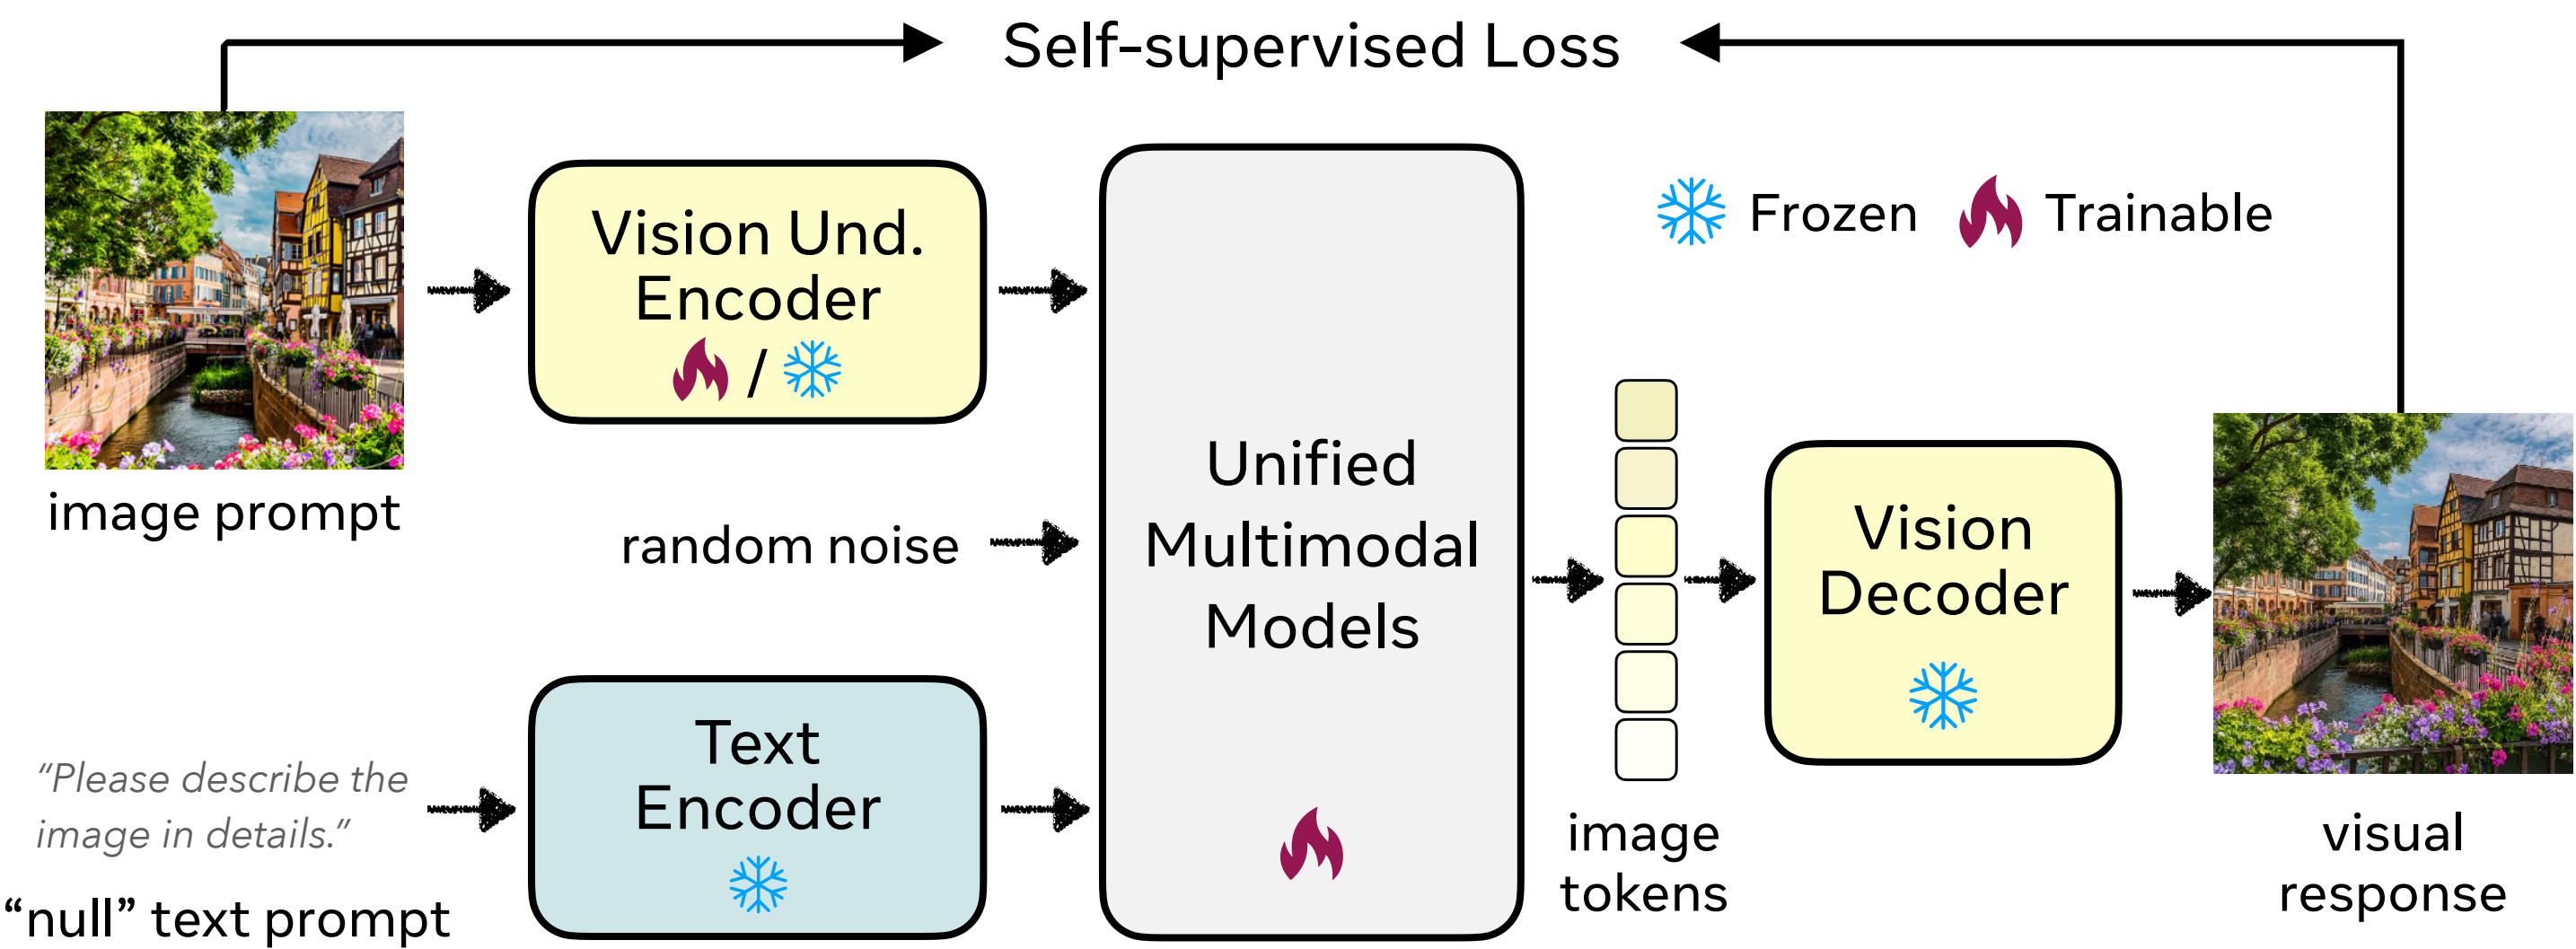 Self-supervised Loss
image prompt
Vision Und.
Encoder
/
Frozen
Trainable
random noise
Unified
Multimodal
Models
“Please describe the
image in details.”
“null” text prompt
Text
Encoder
image
tokens
Vision
Decoder
visual
response